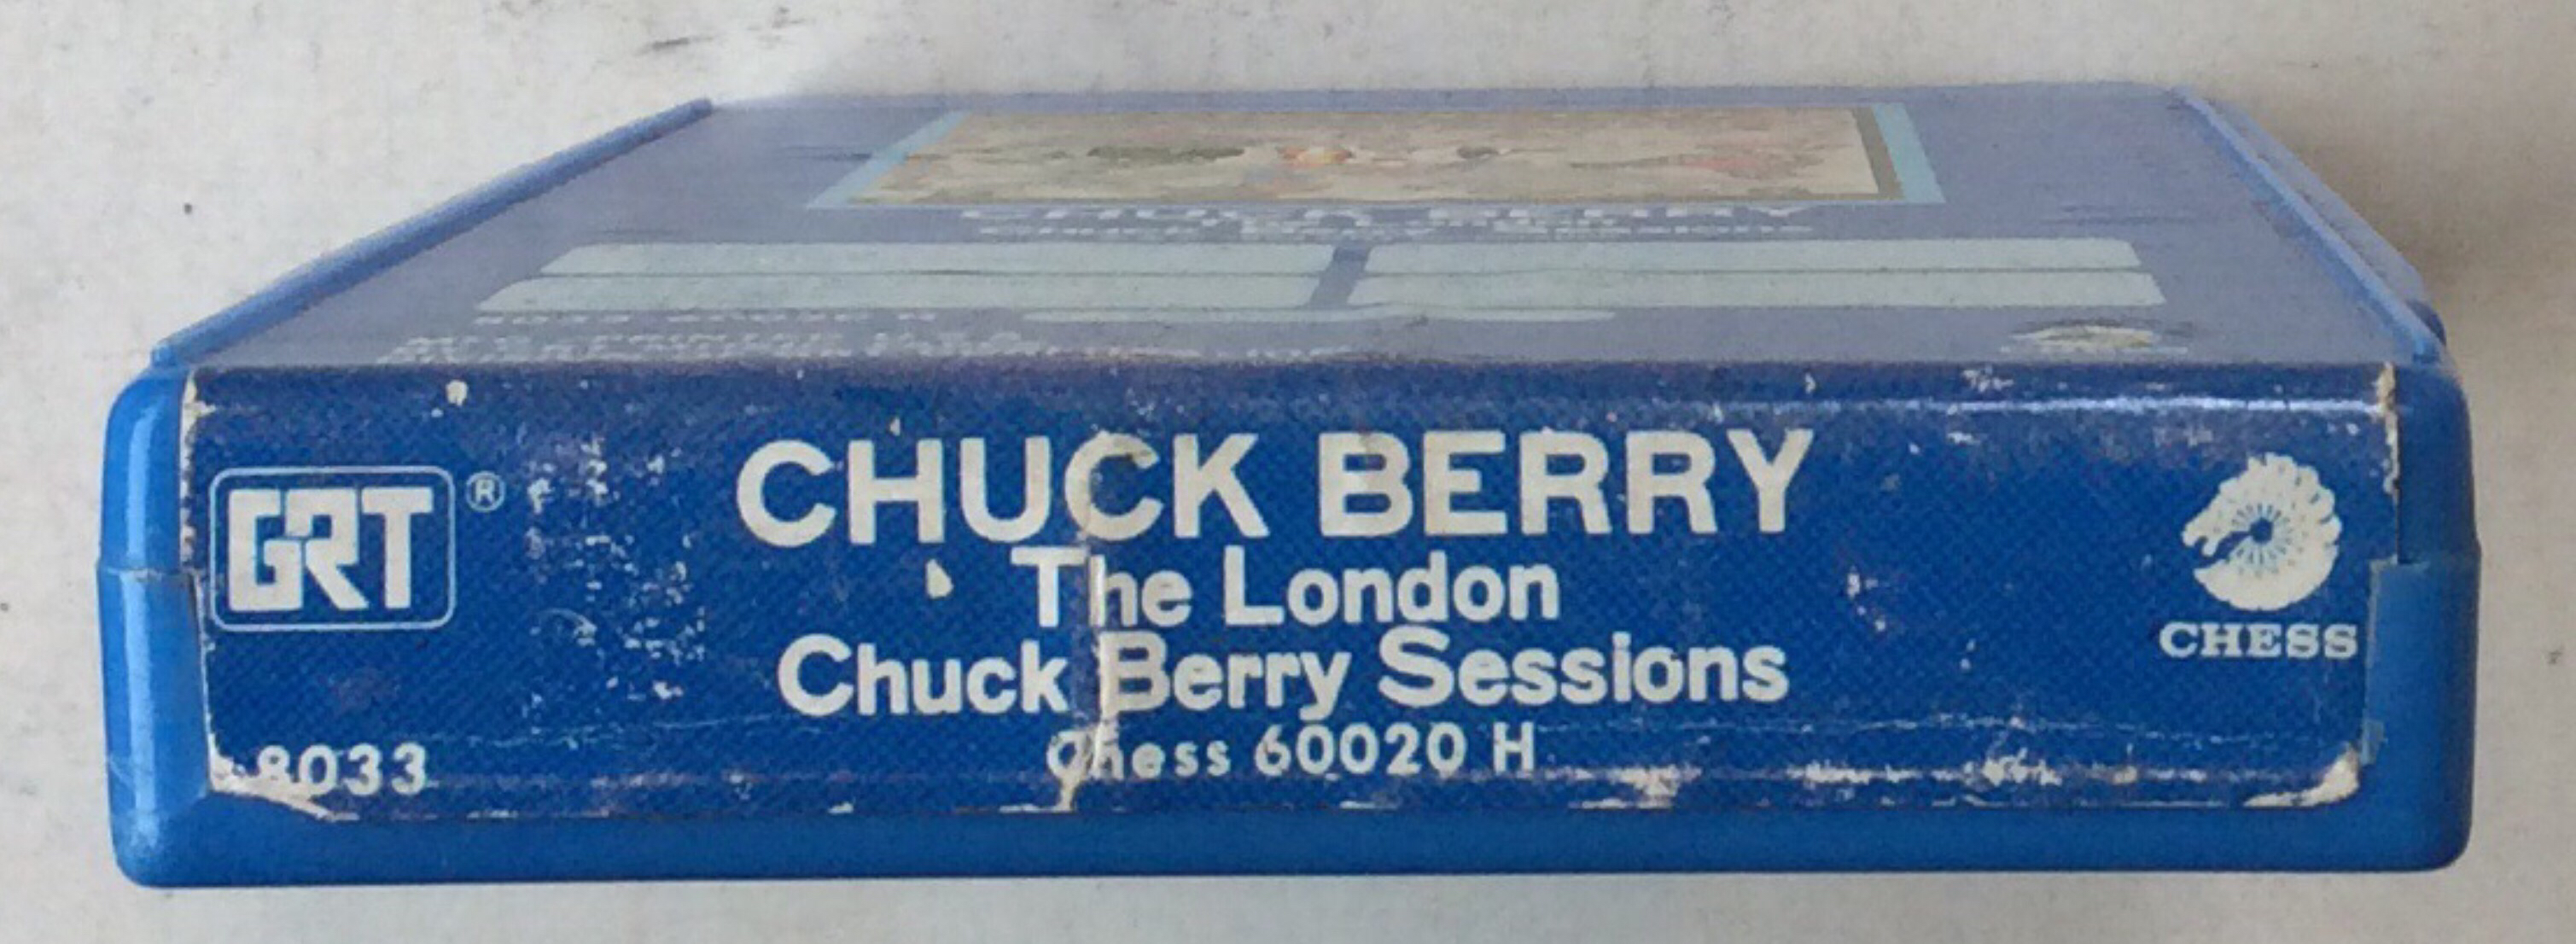 GRT ®
CHUCK BERRY
The London
Chuck Berry Sessions
Chess 60020 H
8033
CHESS